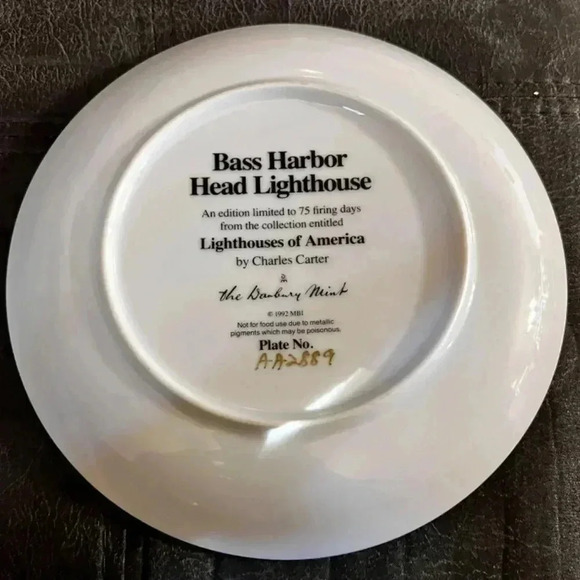 Bass Harbor
Head Lighthouse
An edition limited to 75 firing days
from the collection entitled
Lighthouses of America
by Charles Carter
The Danbury Mint
© 1992 MBI
Not for food use due to metallic
pigments which may be poisonous.
Plate No.
A-A2889